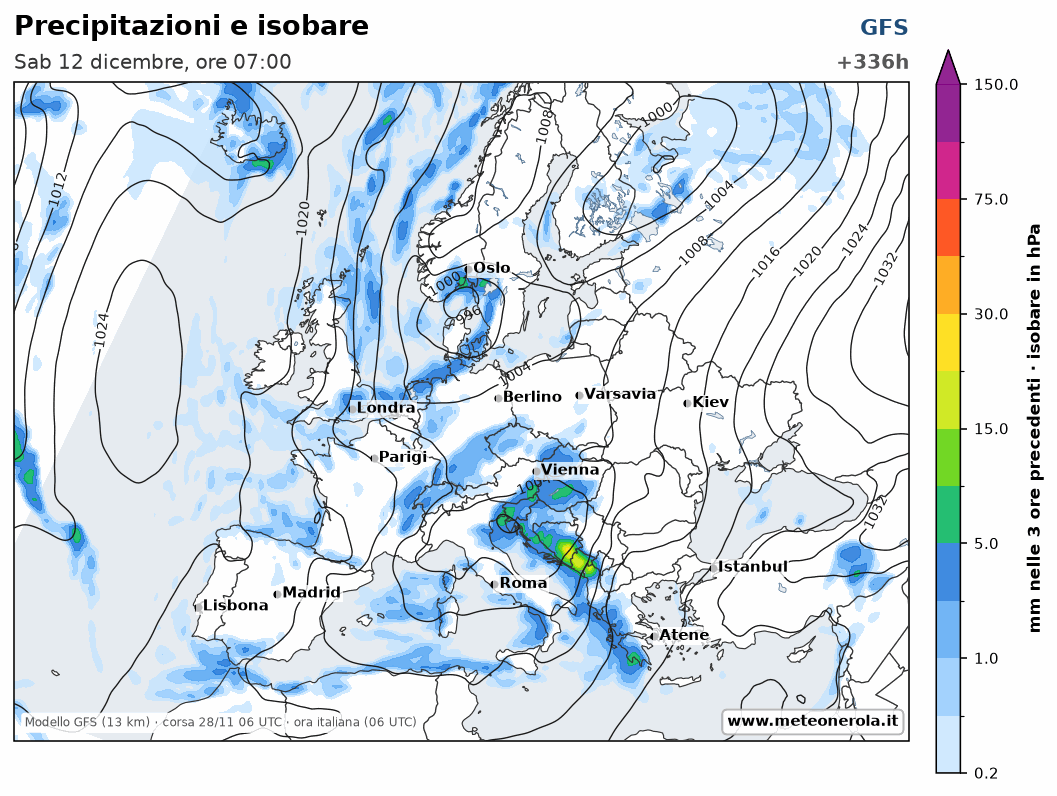 Precipitazioni e isobare
GFS
Sab 12 dicembre, ore 07:00
+336h
150.0
75.0
30.0
15.0
5.0
1.0
0.2
mm nelle 3 ore precedenti · isobare in hPa
1000
1008
1012
1020
1004
1008
1016
1020
1024
1032
Oslo
1000
996
1024
1004
Berlino
Varsavia
Kiev
Londra
Parigi
Vienna
1032
Istanbul
Roma
Madrid
Lisbona
Atene
Modello GFS (13 km) · corsa 28/11 06 UTC · ora italiana (06 UTC)
www.meteonerola.it